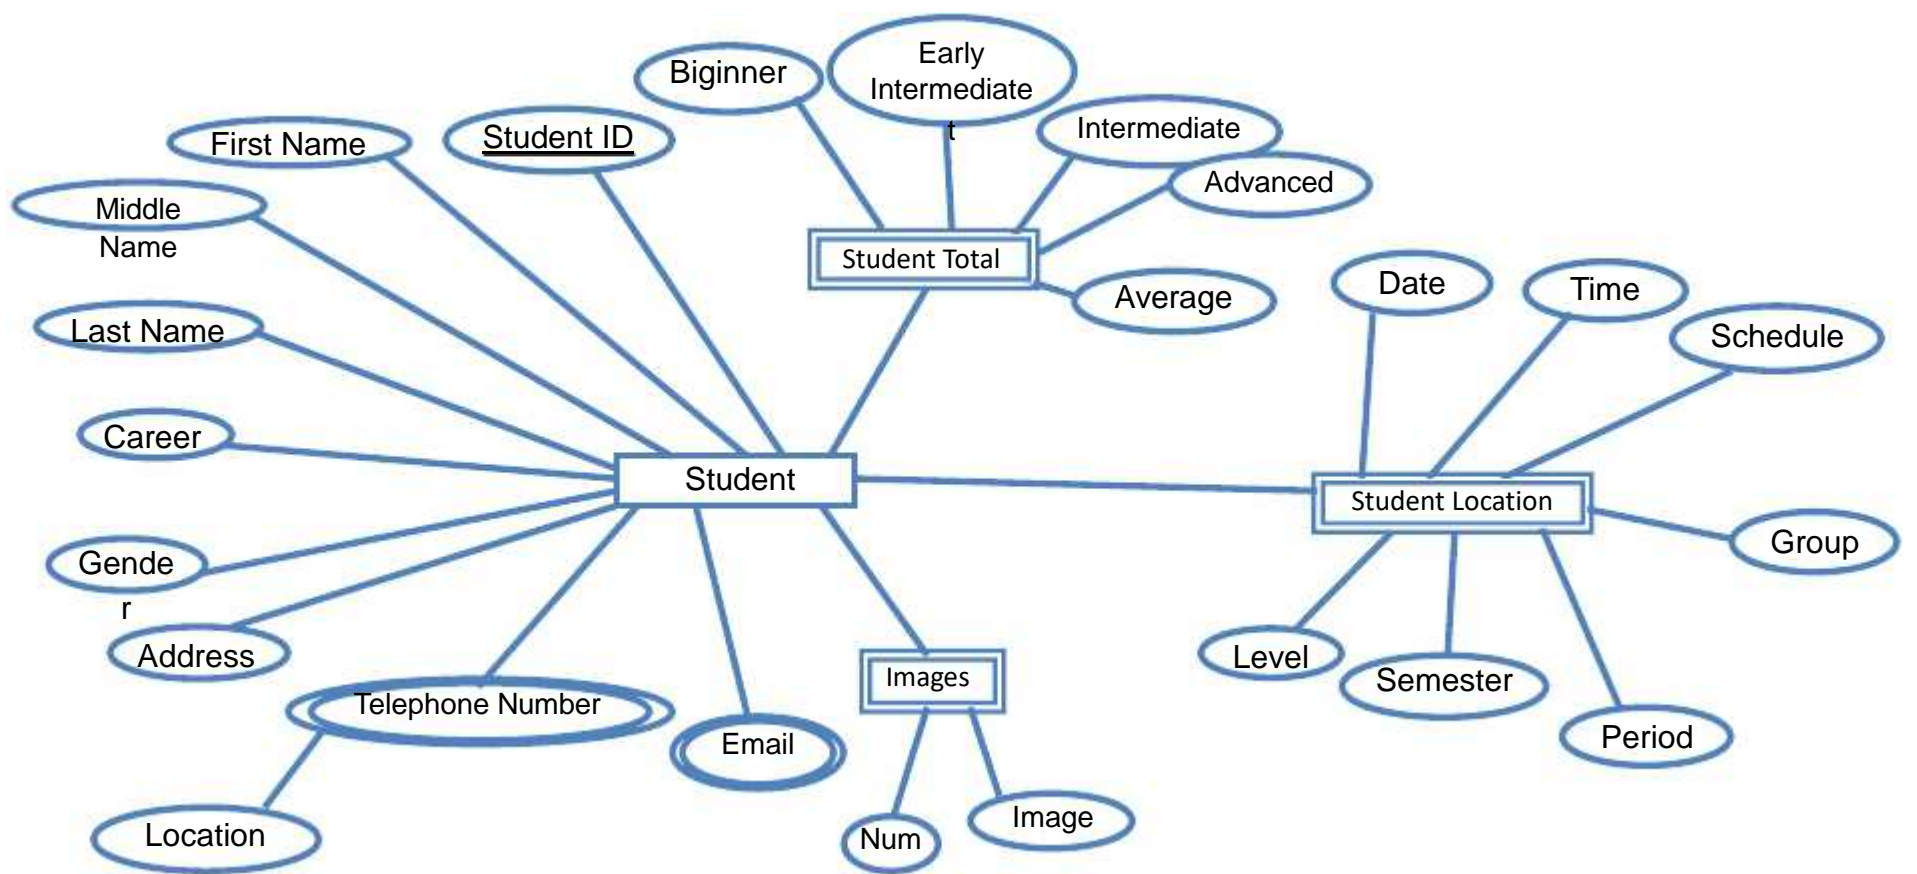 Early
Intermediate
t
Biginner
Intermediate
First Name
Student ID
Advanced
Middle
Name
Student Total
Date
Time
Average
Last Name
Schedule
Career
Student
Student Location
Group
Gende
r
Address
Level
Semester
Images
Telephone Number
Email
Period
Location
Num
Image